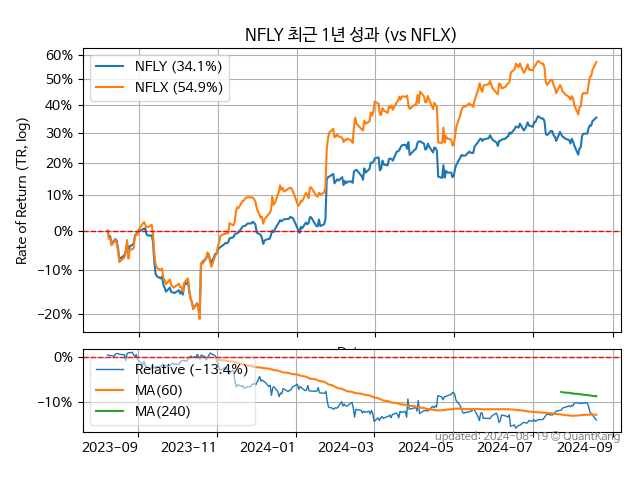 NFLY 최근 1년 성과 (vs NFLX)
Rate of Return (TR, log)
60%
50%
40%
30%
20%
10%
0%
−10%
−20%
NFLY (34.1%)
NFLX (54.9%)
0%
−10%
Relative (−13.4%)
MA(60)
MA(240)
updated: 2024-08-19 © QuantKang
2023-09
2023-11
2024-01
2024-03
2024-05
2024-07
2024-09